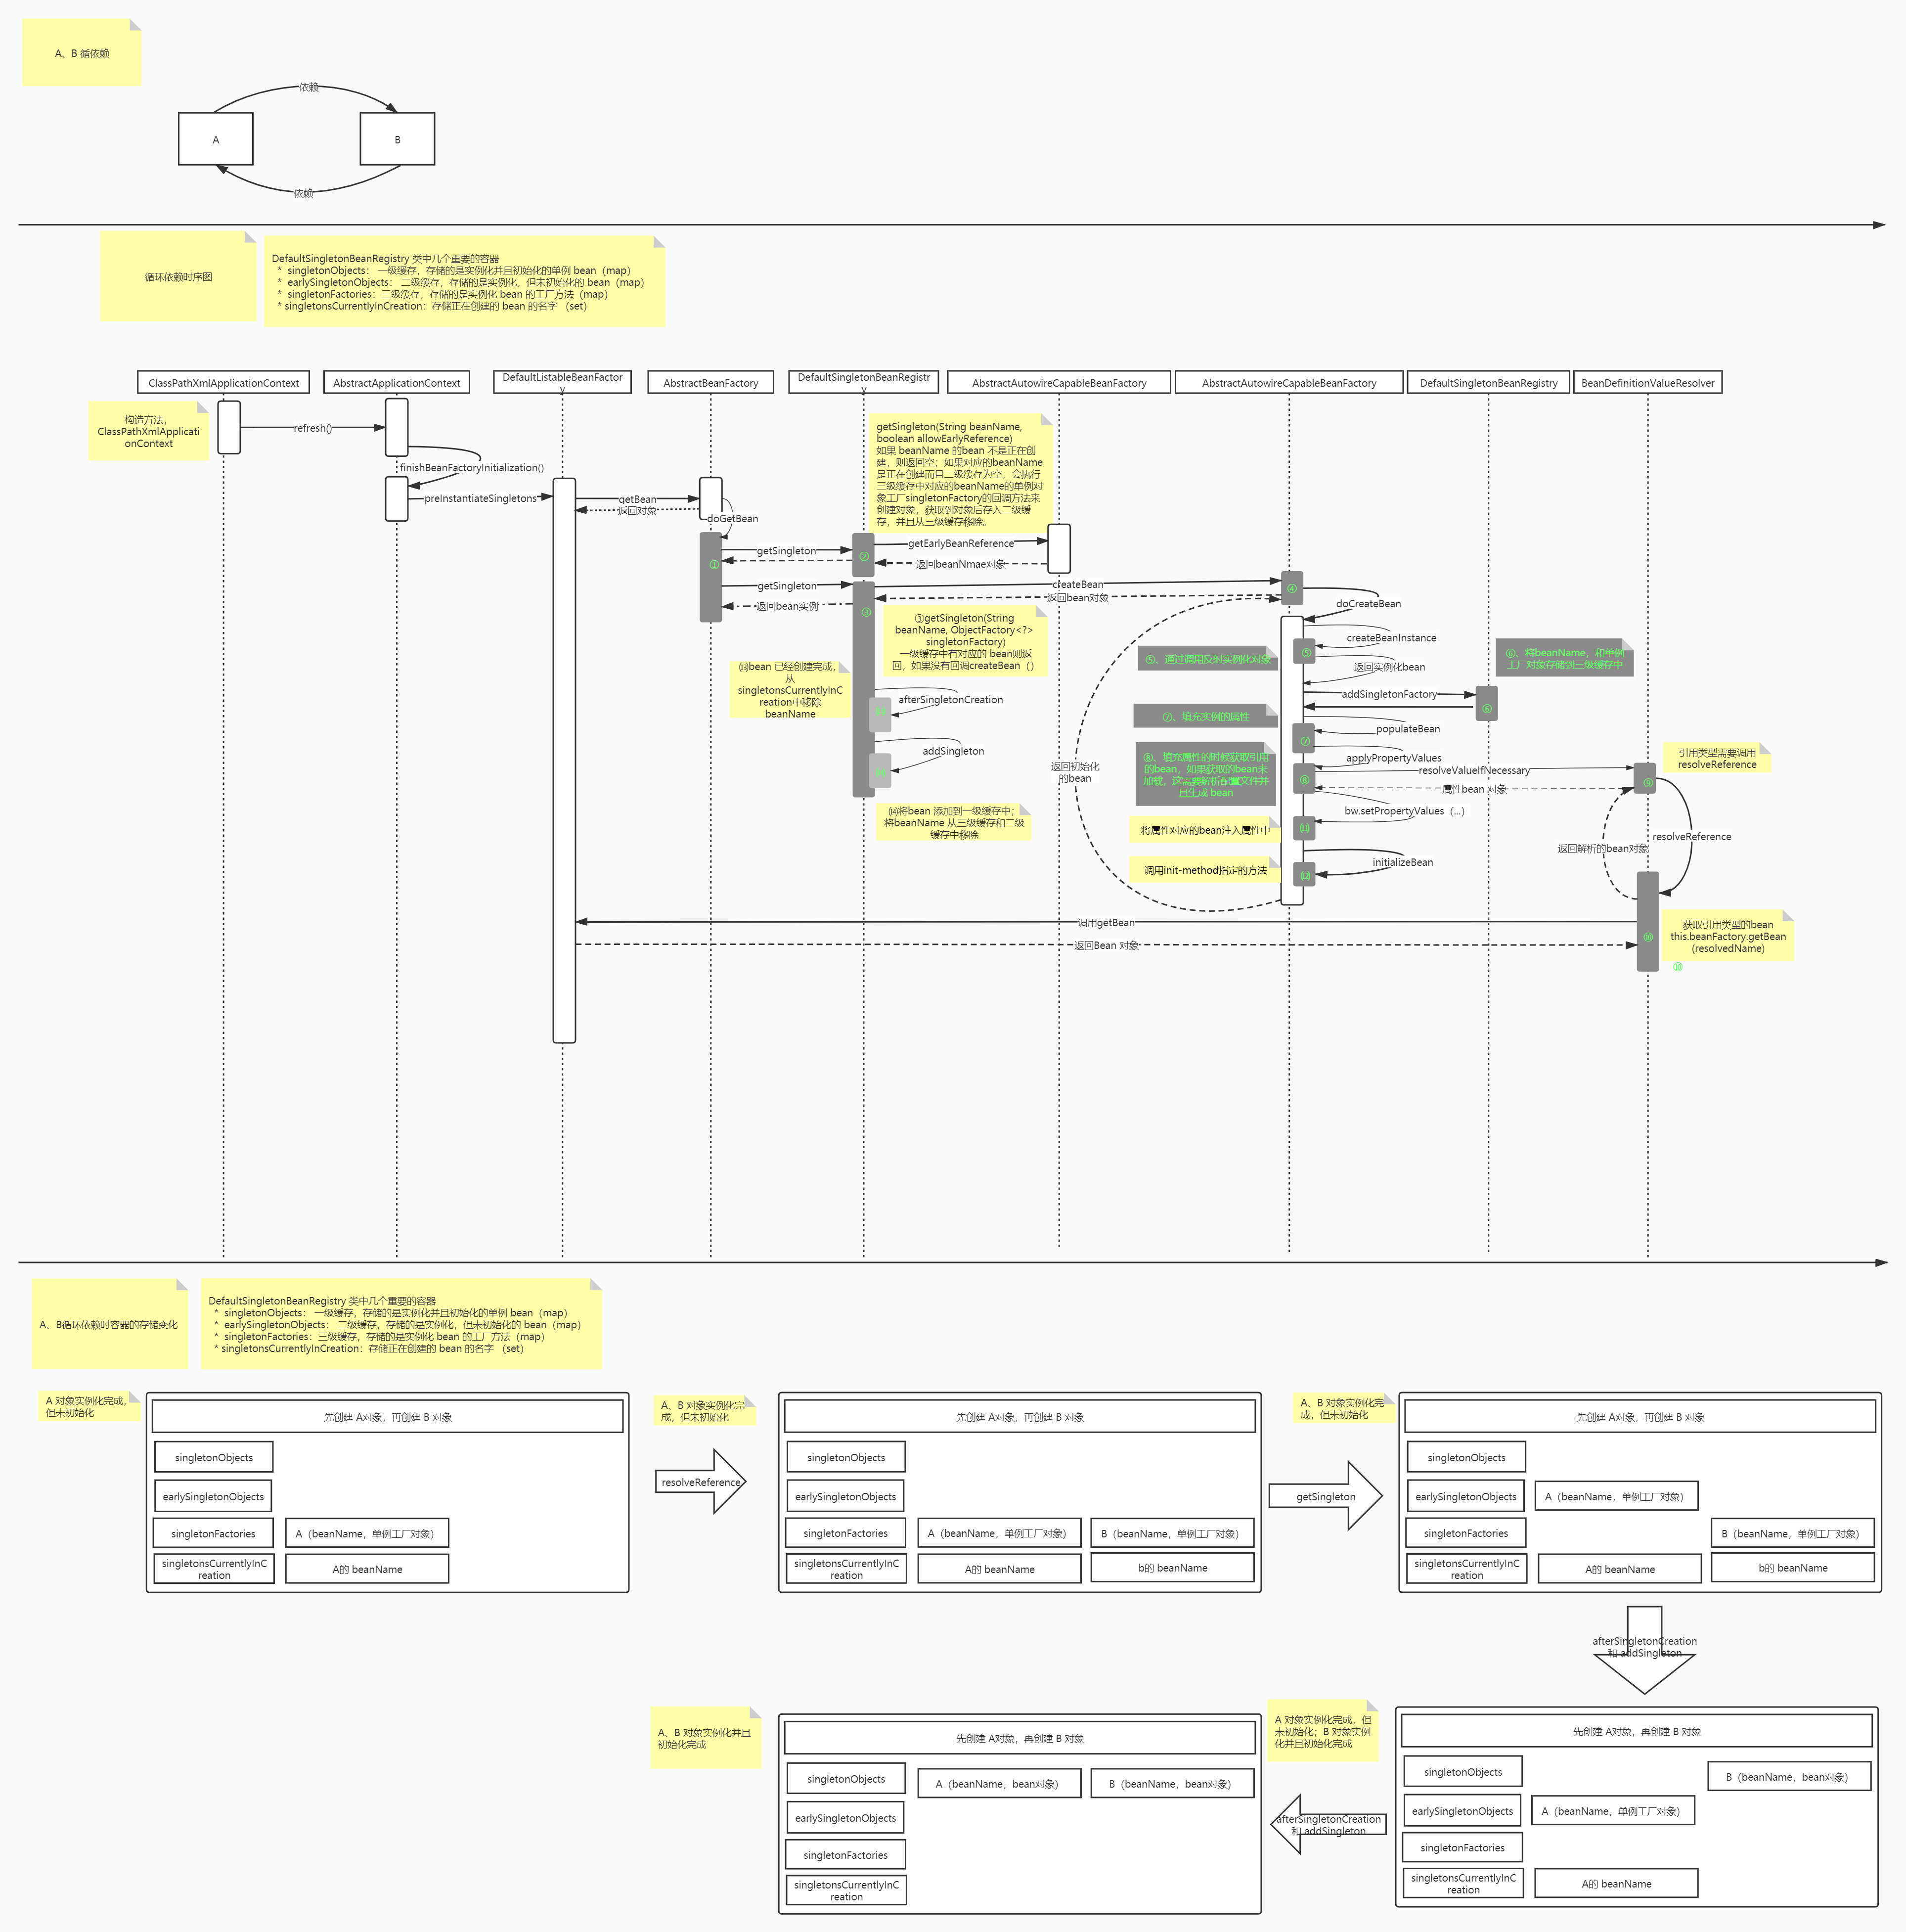 A、B 循依赖
依赖
A
B
依赖
循环依赖时序图
DefaultSingletonBeanRegistry 类中几个重要的容器
* singletonObjects： 一级缓存，存储的是实例化并且初始化的单例 bean（map）
* earlySingletonObjects： 二级缓存，存储的是实例化，但未初始化的 bean（map）
* singletonFactories：三级缓存，存储的是实例化 bean 的工厂方法（map）
* singletonsCurrentlyInCreation：存储正在创建的 bean 的名字 （set）
ClassPathXmlApplicationContext
AbstractApplicationContext
DefaultListableBeanFactor
y
AbstractBeanFactory
DefaultSingletonBeanRegistr
y
AbstractAutowireCapableBeanFactory
AbstractAutowireCapableBeanFactory
DefaultSingletonBeanRegistry
BeanDefinitionValueResolver
构造方法，
ClassPathXmlApplicati
onContext
refresh()
finishBeanFactoryInitialization()
preInstantiateSingletons
getBean
返回对象
doGetBean
getSingleton(String beanName,
boolean allowEarlyReference)
如果 beanName 的bean 不是正在创
建，则返回空；如果对应的beanName
是正在创建而且二级缓存为空，会执行
三级缓存中对应的beanName的单例对
象工厂singletonFactory的回调方法来
创建对象，获取到对象后存入二级缓
存，并且从三级缓存移除。
①
getSingleton
②
getEarlyBeanReference
返回beanNmae对象
getSingleton
createBean
返回bean对象
返回bean实例
③
④
doCreateBean
③getSingleton(String
beanName, ObjectFactory<?>
singletonFactory)
一级缓存中有对应的 bean则返
回，如果没有回调createBean（）
createBeanInstance
⑤
返回实例化bean
⑤、通过调用反射实例化对象
⑥、将beanName，和单例
工厂对象存储到三级缓存中
⒀bean 已经创建完成，
从
singletonsCurrentlyInC
reation中移除
beanName
afterSingletonCreation
⒀
addSingletonFactory
⑥
⑦、填充实例的属性
⑦
populateBean
addSingleton
⒁
applyPropertyValues
⑧、填充属性的时候获取引用
的bean，如果获取的bean未
加载，这需要解析配置文件并
且生成 bean
⑧
resolveValueIfNecessary
属性bean 对象
⑨
引用类型需要调用
resolveReference
返回初始化
的bean
⒁将bean 添加到一级缓存中；
将beanName 从三级缓存和二级
缓存中移除
bw.setPropertyValues（...）
⑾
将属性对应的bean注入属性中
resolveReference
返回解析的bean对象
调用init-method指定的方法
initializeBean
⑿
调用getBean
返回Bean 对象
⑩
获取引用类型的bean
this.beanFactory.getBean
(resolvedName)
⑩
A、B循环依赖时容器的存储变化
DefaultSingletonBeanRegistry 类中几个重要的容器
* singletonObjects： 一级缓存，存储的是实例化并且初始化的单例 bean（map）
* earlySingletonObjects： 二级缓存，存储的是实例化，但未初始化的 bean（map）
* singletonFactories：三级缓存，存储的是实例化 bean 的工厂方法（map）
* singletonsCurrentlyInCreation：存储正在创建的 bean 的名字 （set）
A 对象实例化完成，
但未初始化
先创建 A对象，再创建 B 对象
singletonObjects
earlySingletonObjects
singletonFactories
A（beanName，单例工厂对象）
singletonsCurrentlyInC
reation
A的 beanName
A、B 对象实例化完
成，但未初始化
resolveReference
先创建 A对象，再创建 B 对象
singletonObjects
earlySingletonObjects
singletonFactories
A（beanName，单例工厂对象）
B（beanName，单例工厂对象）
singletonsCurrentlyInC
reation
A的 beanName
b的 beanName
A、B 对象实例化完
成，但未初始化
getSingleton
先创建 A对象，再创建 B 对象
singletonObjects
earlySingletonObjects
A（beanName，单例工厂对象）
singletonFactories
B（beanName，单例工厂对象）
singletonsCurrentlyInC
reation
A的 beanName
b的 beanName
afterSingletonCreation
和 addSingleton
A 对象实例化完成，但
未初始化；B 对象实例
化并且初始化完成
先创建 A对象，再创建 B 对象
singletonObjects
B（beanName，bean对象）
earlySingletonObjects
A（beanName，单例工厂对象）
singletonFactories
singletonsCurrentlyInC
reation
A的 beanName
afterSingletonCreation
和 addSingleton
A、B 对象实例化并且
初始化完成
先创建 A对象，再创建 B 对象
singletonObjects
A（beanName，bean对象）
B（beanName，bean对象）
earlySingletonObjects
singletonFactories
singletonsCurrentlyInC
reation